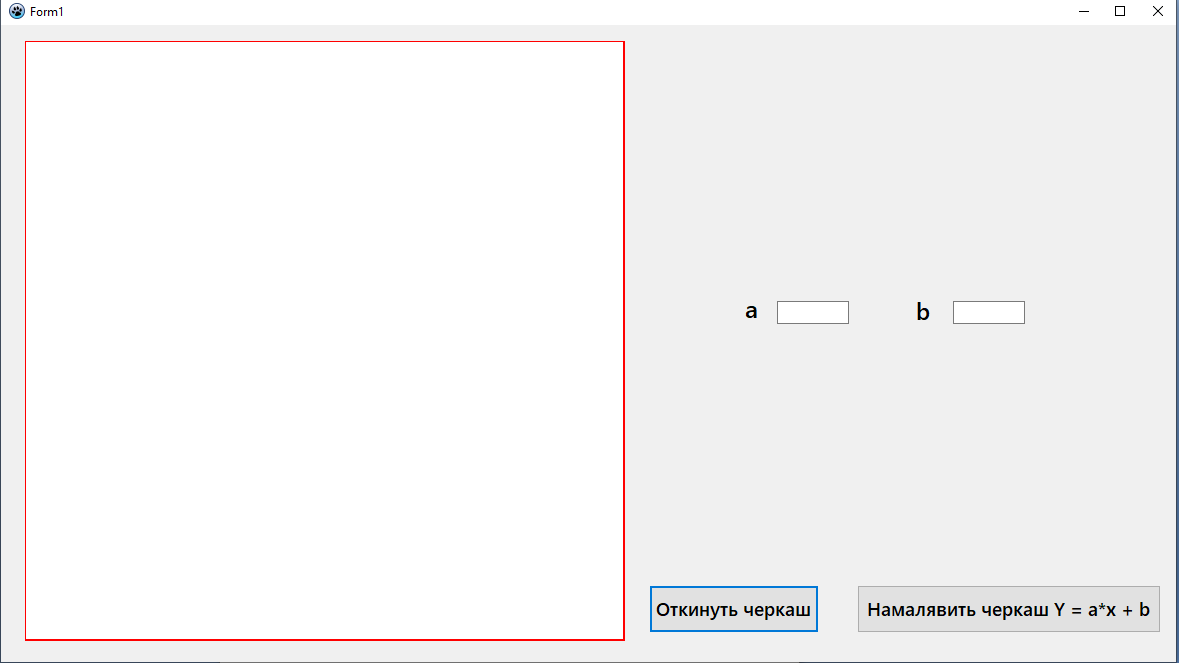 Form1
a
b
Откинуть черкаш
Намалявить черкаш Y = a*x + b